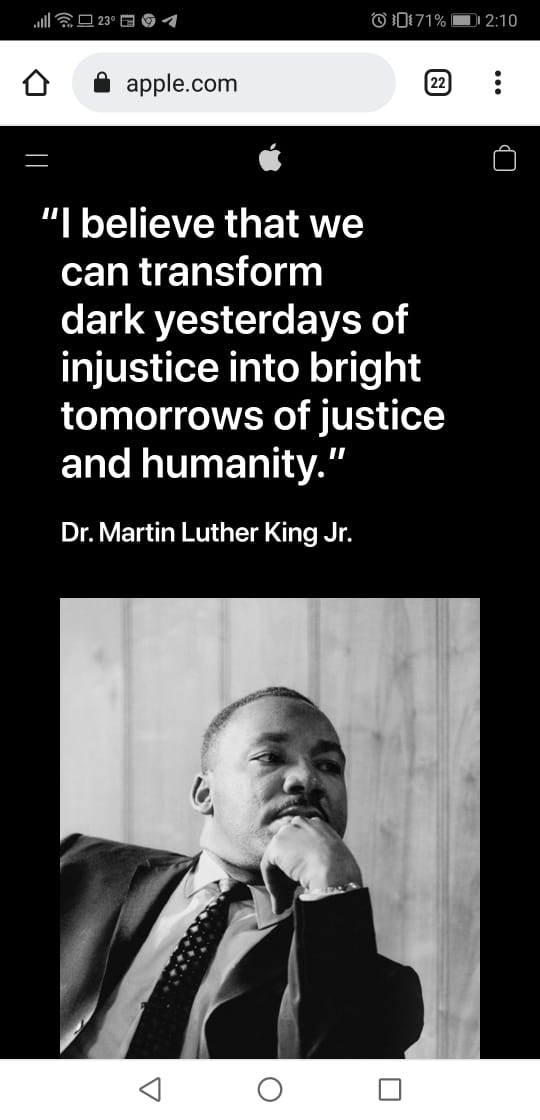 23° 71% 2:10
apple.com 22
“I believe that we
can transform
dark yesterdays of
injustice into bright
tomorrows of justice
and humanity.”
Dr. Martin Luther King Jr.